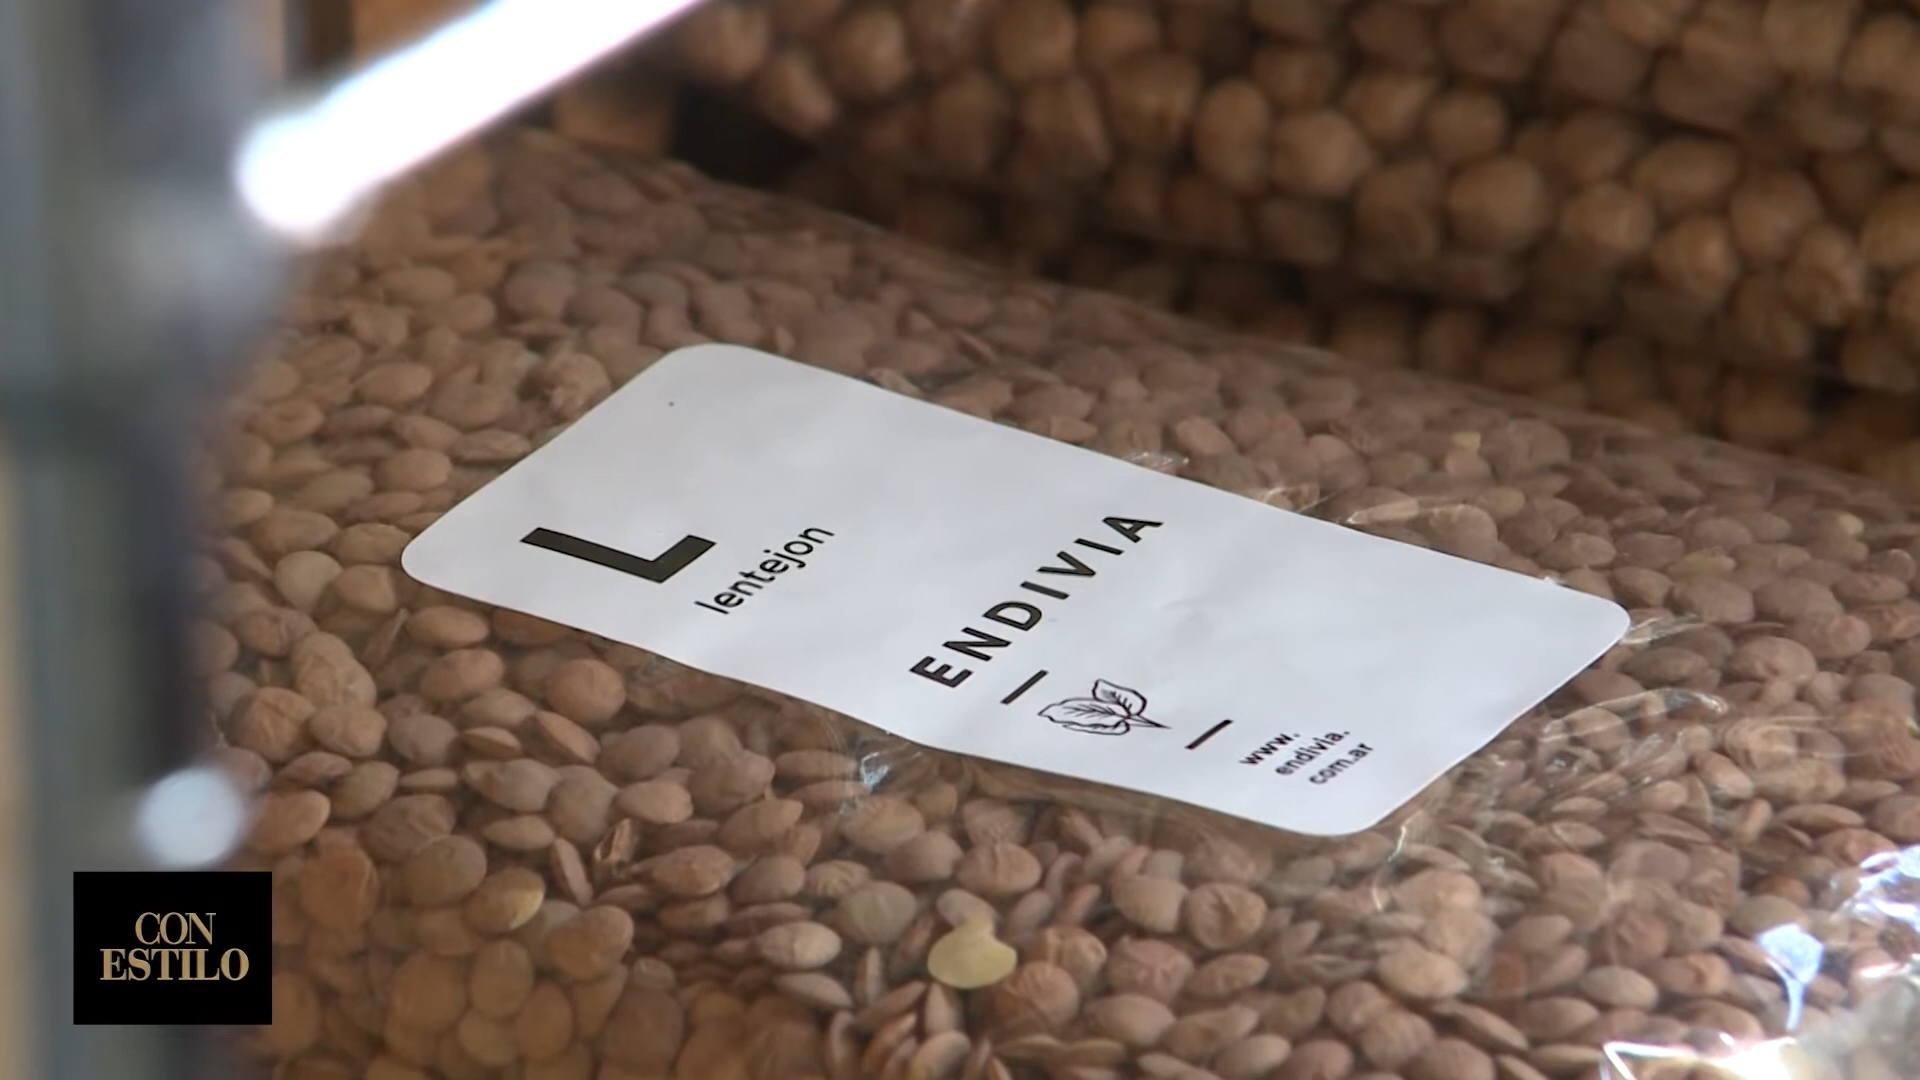 L
lentejon
ENDIVIA
www.
endivia.
com.ar
CON
ESTILO